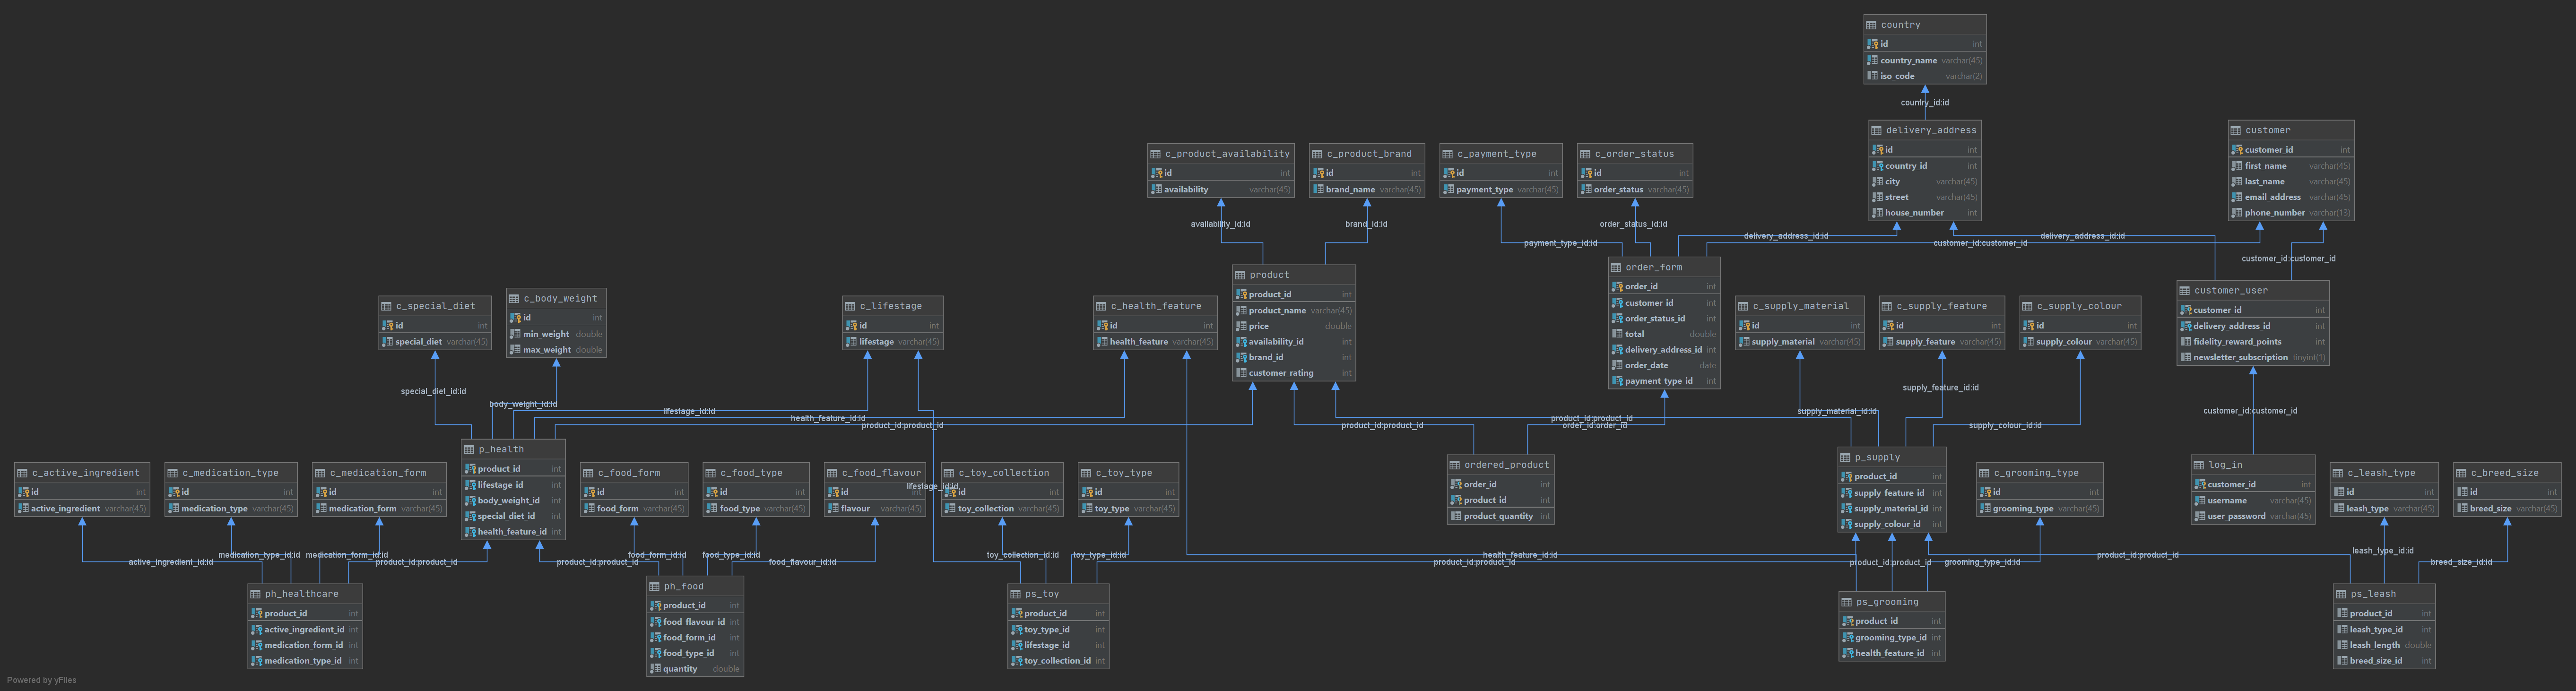 country
id int
country_name varchar(45)
iso_code varchar(2)
country_id:id
delivery_address
id int
country_id int
city varchar(45)
street varchar(45)
house_number int
customer
customer_id int
first_name varchar(45)
last_name varchar(45)
email_address varchar(45)
phone_number varchar(13)
c_product_availability
id int
availability varchar(45)
c_product_brand
id int
brand_name varchar(45)
c_payment_type
id int
payment_type varchar(45)
c_order_status
id int
order_status varchar(45)
availability_id:id
brand_id:id
payment_type_id:id
order_status_id:id
delivery_address_id:id
customer_id:customer_id
delivery_address_id:id
customer_id:customer_id
product
product_id int
product_name varchar(45)
price double
availability_id int
brand_id int
customer_rating int
order_form
order_id int
customer_id int
order_status_id int
total double
delivery_address_id int
order_date date
payment_type_id int
customer_user
customer_id int
delivery_address_id int
fidelity_reward_points int
newsletter_subscription tinyint(1)
c_special_diet
id int
special_diet varchar(45)
c_body_weight
id int
min_weight double
max_weight double
c_lifestage
id int
lifestage varchar(45)
c_health_feature
id int
health_feature varchar(45)
c_supply_material
id int
supply_material varchar(45)
c_supply_feature
id int
supply_feature varchar(45)
c_supply_colour
id int
supply_colour varchar(45)
special_diet_id:id
body_weight_id:id
lifestage_id:id
health_feature_id:id
product_id:product_id
product_id:product_id
product_id:product_id
order_id:order_id
supply_material_id:id
supply_feature_id:id
supply_colour_id:id
customer_id:customer_id
p_health
product_id int
lifestage_id int
body_weight_id int
special_diet_id int
health_feature_id int
ordered_product
order_id int
product_id int
product_quantity int
p_supply
product_id int
supply_feature_id int
supply_material_id int
supply_colour_id int
log_in
customer_id int
username varchar(45)
user_password varchar(45)
c_active_ingredient
id int
active_ingredient varchar(45)
c_medication_type
id int
medication_type varchar(45)
c_medication_form
id int
medication_form varchar(45)
c_food_form
id int
food_form varchar(45)
c_food_type
id int
food_type varchar(45)
c_food_flavour
id int
flavour varchar(45)
lifestage_id:id
c_toy_collection
id int
toy_collection varchar(45)
c_toy_type
id int
toy_type varchar(45)
c_grooming_type
id int
grooming_type varchar(45)
c_leash_type
id int
leash_type varchar(45)
c_breed_size
id int
breed_size varchar(45)
active_ingredient_id:id
medication_type_id:id
medication_form_id:id
product_id:product_id
product_id:product_id
food_form_id:id
food_type_id:id
food_flavour_id:id
toy_collection_id:id
toy_type_id:id
product_id:product_id
health_feature_id:id
product_id:product_id
grooming_type_id:id
product_id:product_id
leash_type_id:id
breed_size_id:id
ph_healthcare
product_id int
active_ingredient_id int
medication_form_id int
medication_type_id int
ph_food
product_id int
food_flavour_id int
food_form_id int
food_type_id int
quantity double
ps_toy
product_id int
toy_type_id int
lifestage_id int
toy_collection_id int
ps_grooming
product_id int
grooming_type_id int
health_feature_id int
ps_leash
product_id int
leash_type_id int
leash_length double
breed_size_id int
Powered by yFiles